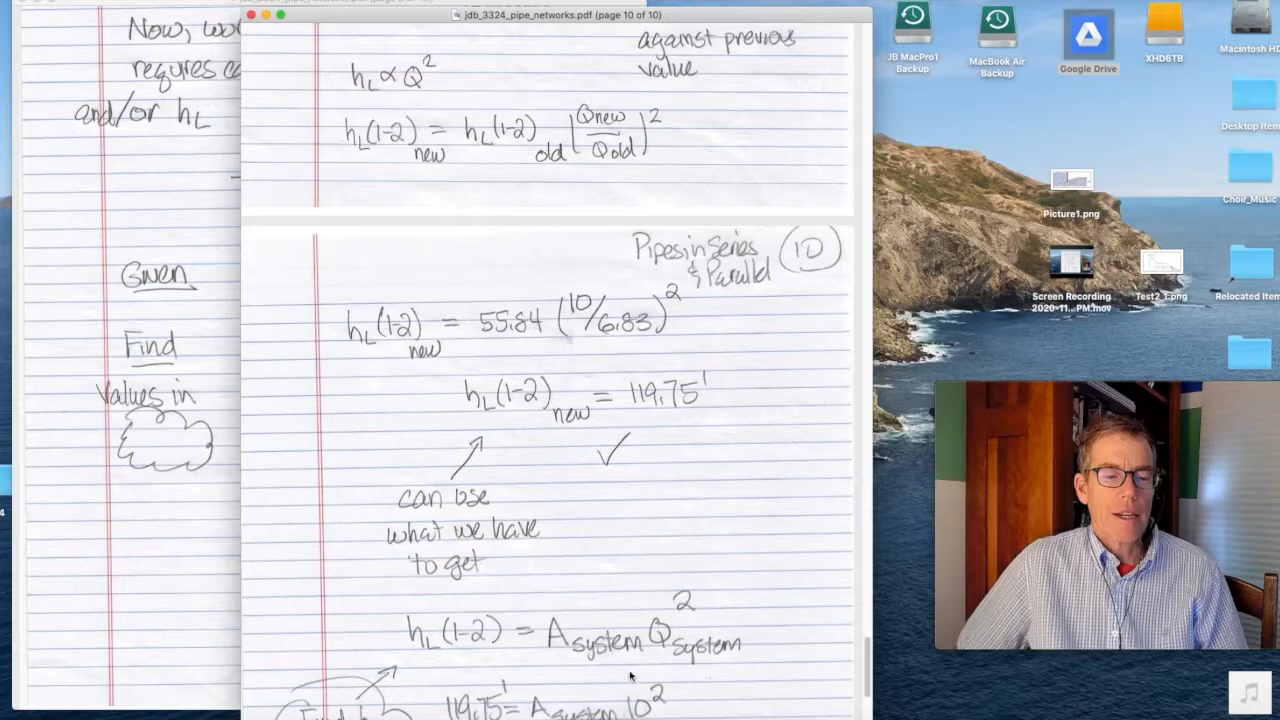 jdb_3324_pipe_networks.pdf (page 10 of 10)
Now, wo
requires e
and/or hL
Given
Find
Values in
against previous
value
hL ∝ Q²
hL(1-2)new = hL(1-2)old (Qnew/Qold)²
Pipes in Series
& Parallel
10
hL(1-2)new = 55.84 (10/6.83)²
hL(1-2)new = 119.75'
✓
can use
what we have
to get
hL(1-2) = Asystem Qsystem²
119.75' = Asystem 10²
JB MacPro1
Backup
MacBook Air
Backup
Google Drive
XHD6TB
Macintosh HD
Desktop Item
Picture1.png
Choir_Music
Screen Recording
2020-11...PM.mov
Test2_1.png
Relocated Item